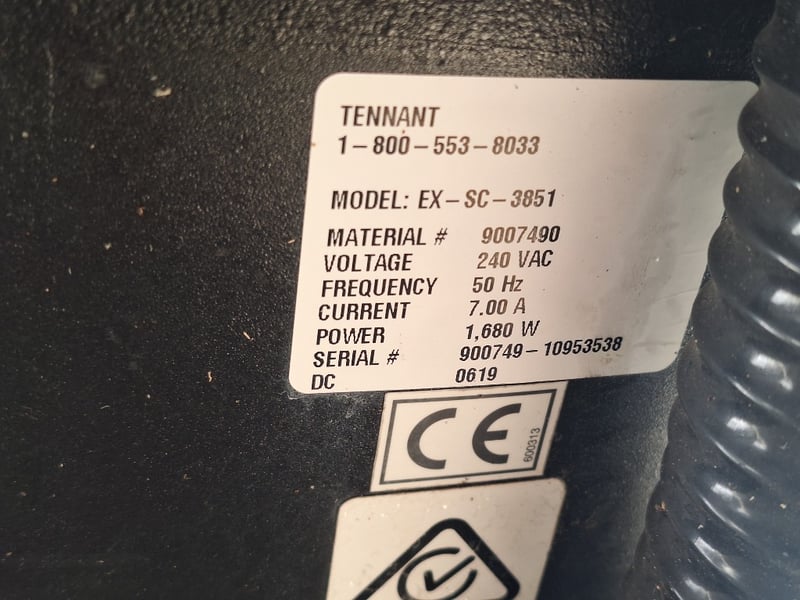 TENNANT
1-800-553-8033
MODEL: EX-SC-3851
MATERIAL # 9007490
VOLTAGE 240 VAC
FREQUENCY 50 Hz
CURRENT 7.00 A
POWER 1,680 W
SERIAL # 900749-10953538
DC 0619
CE
600313